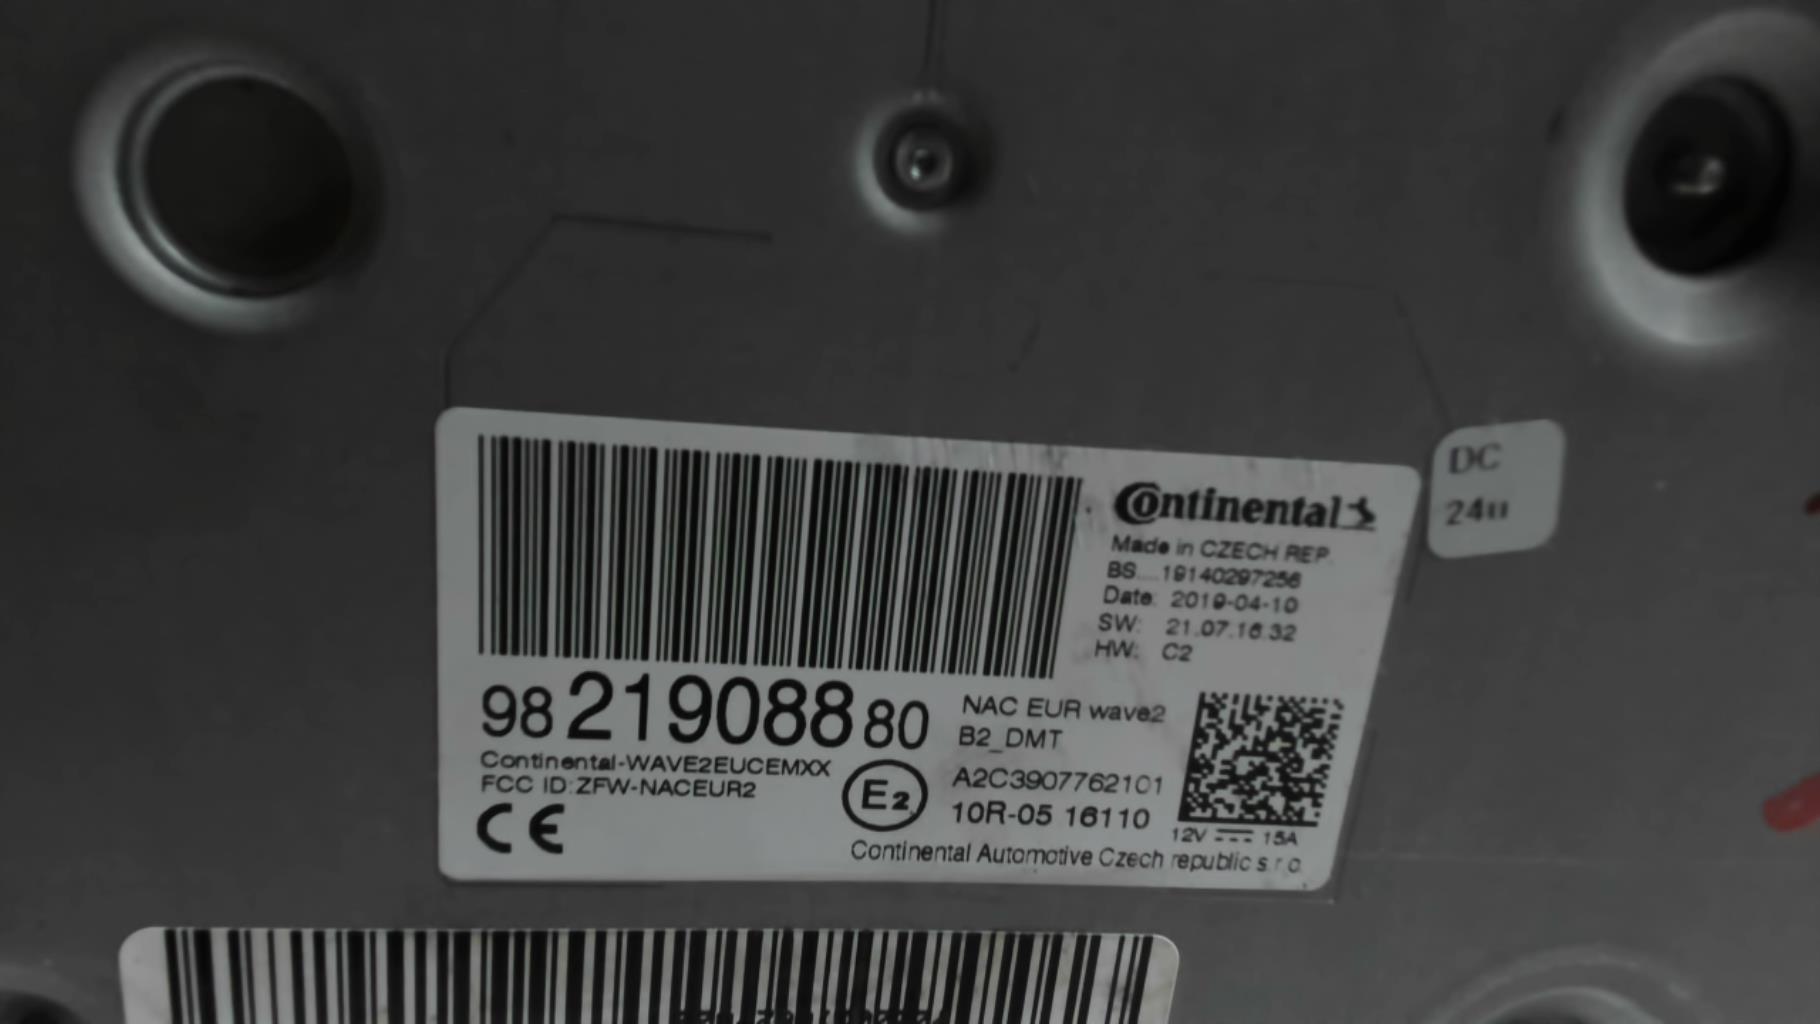 Continental
Made in CZECH REP.
BS....19140297256
Date: 2019-04-10
SW: 21.07.16.32
HW: C2
98 219088 80
NAC EUR wave2
B2_DMT
Continental-WAVE2EUCEMXX
FCC ID:ZFW-NACEUR2
CE
E2
A2C3907762101
10R-05 16110
12V 15A
Continental Automotive Czech republic s.r.o.
DC
24